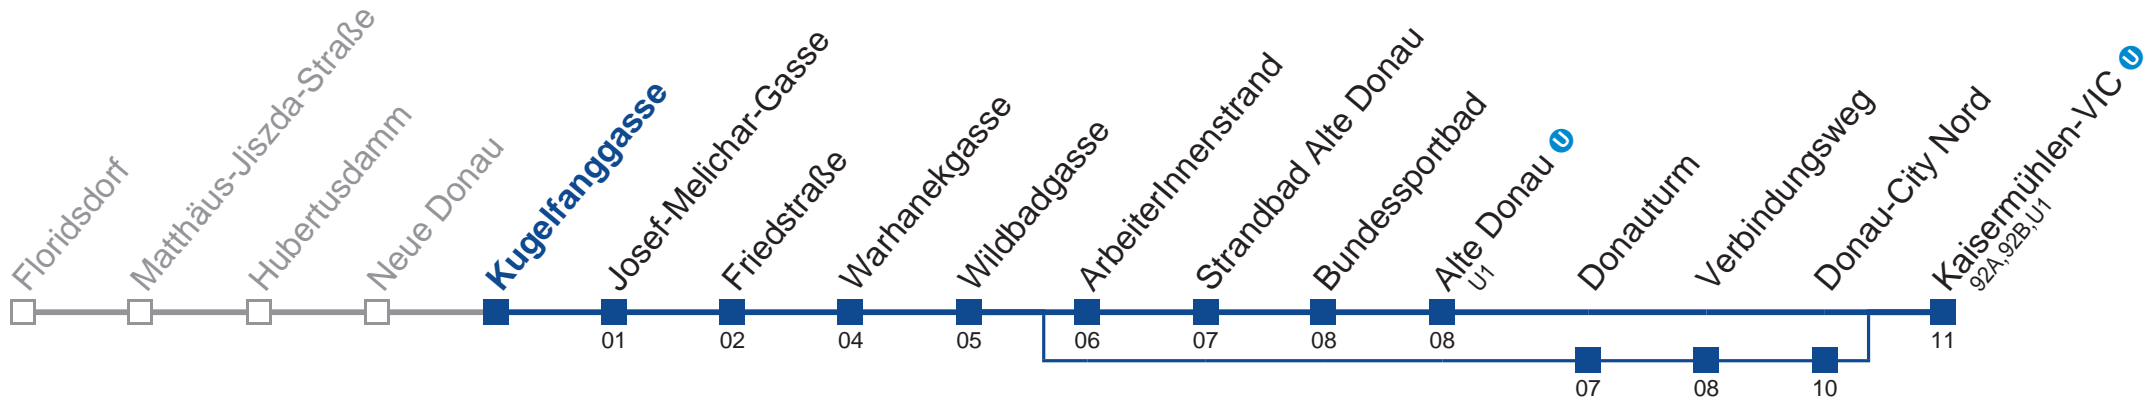 Floridsdorf
Matthäus-Jiszda-Straße
Hubertusdamm
Neue Donau
Kugelfanggasse
Josef-Melichar-Gasse
Friedstraße
Warhanekgasse
Wildbadgasse
ArbeiterInnenstrand
Strandbad Alte Donau
Bundessportbad
Alte Donau U
U1
Donauturm
Verbindungsweg
Donau-City Nord
Kaisermühlen-VIC U
92A,92B,U1
01 02 04 05 06 07 08 08 11
07 08 10